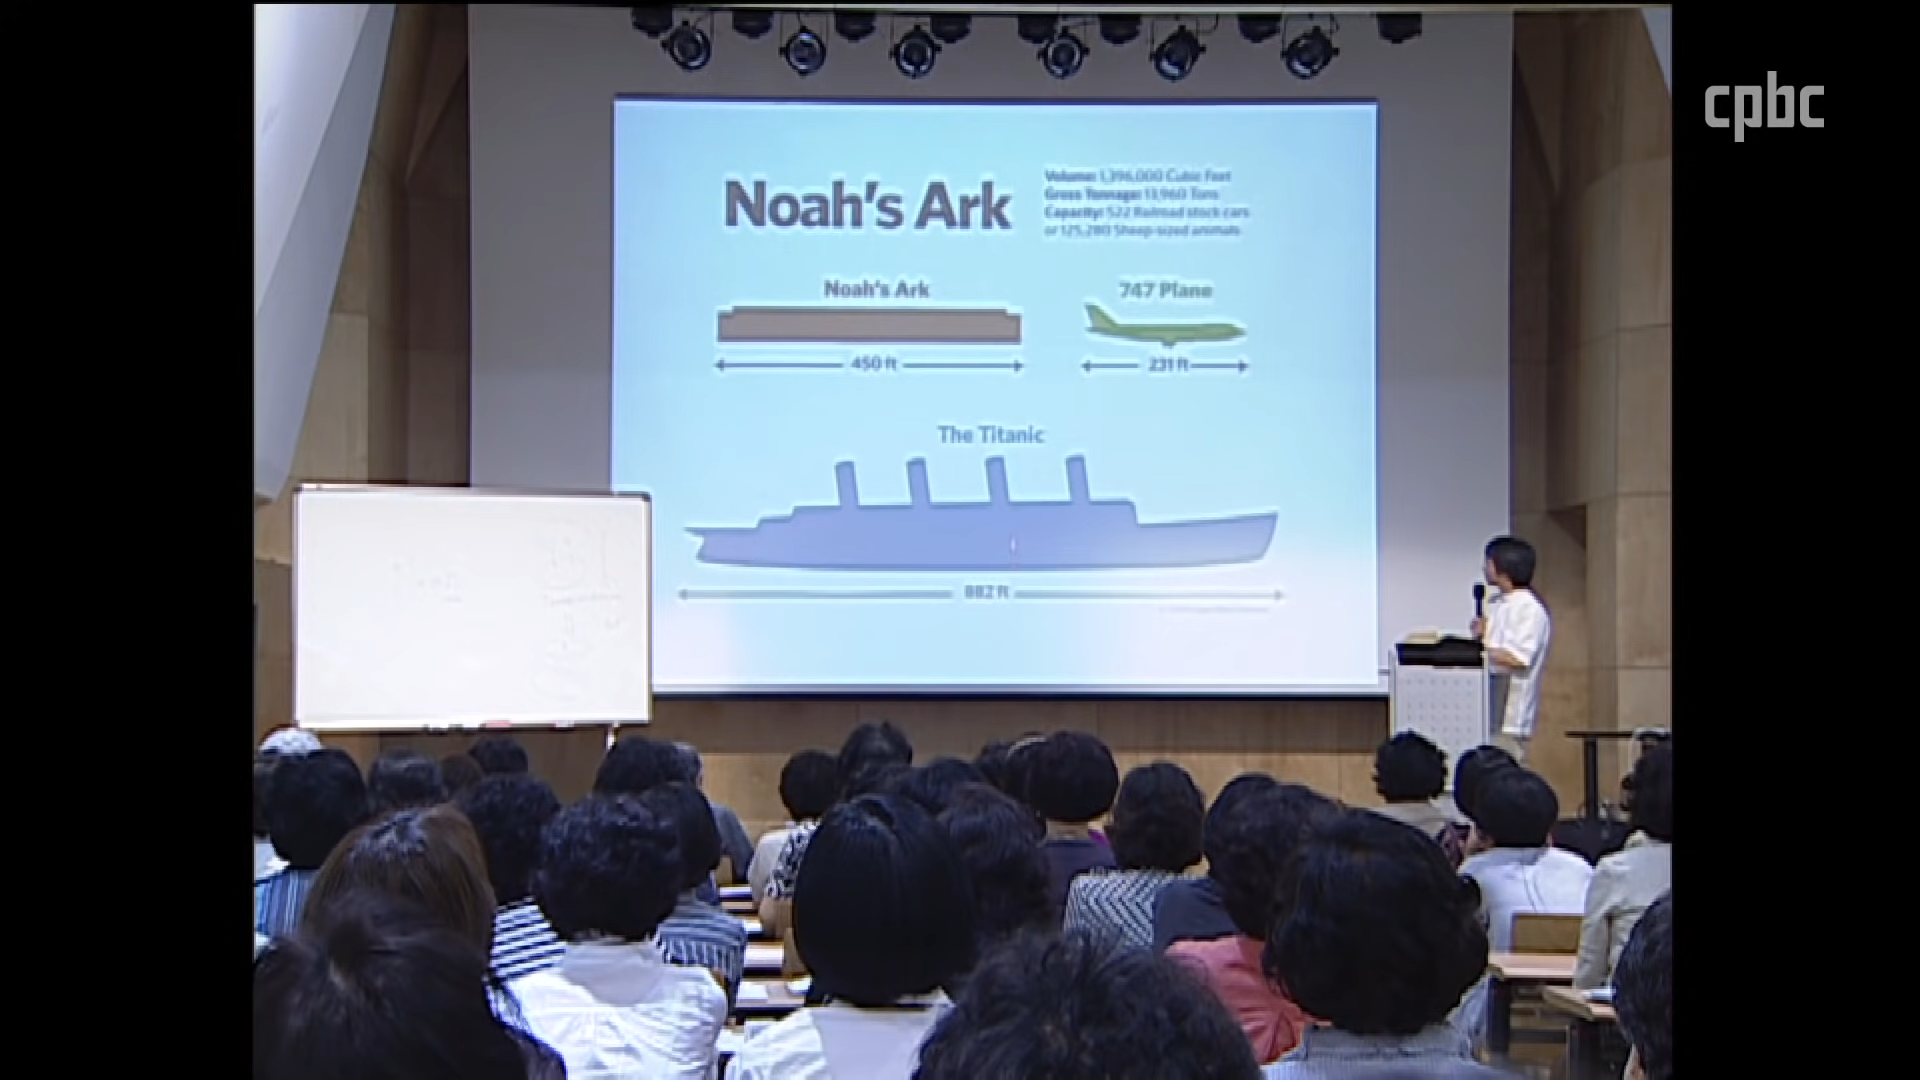 cpbc
Noah's Ark
Volume: 1,396,000 Cubic Feet
Gross Tonnage: 13,960 Tons
Capacity: 522 Railroad stock cars
or 125,280 Sheep-sized animals
Noah's Ark
747 Plane
450 ft
231 ft
The Titanic
882 ft